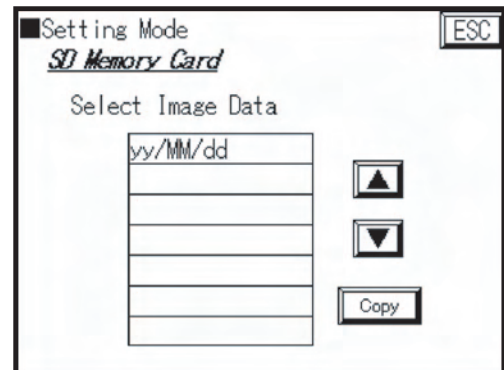 ■Setting Mode ESC
SD Memory Card
Select Image Data
yy/MM/dd
▲
▼
Copy